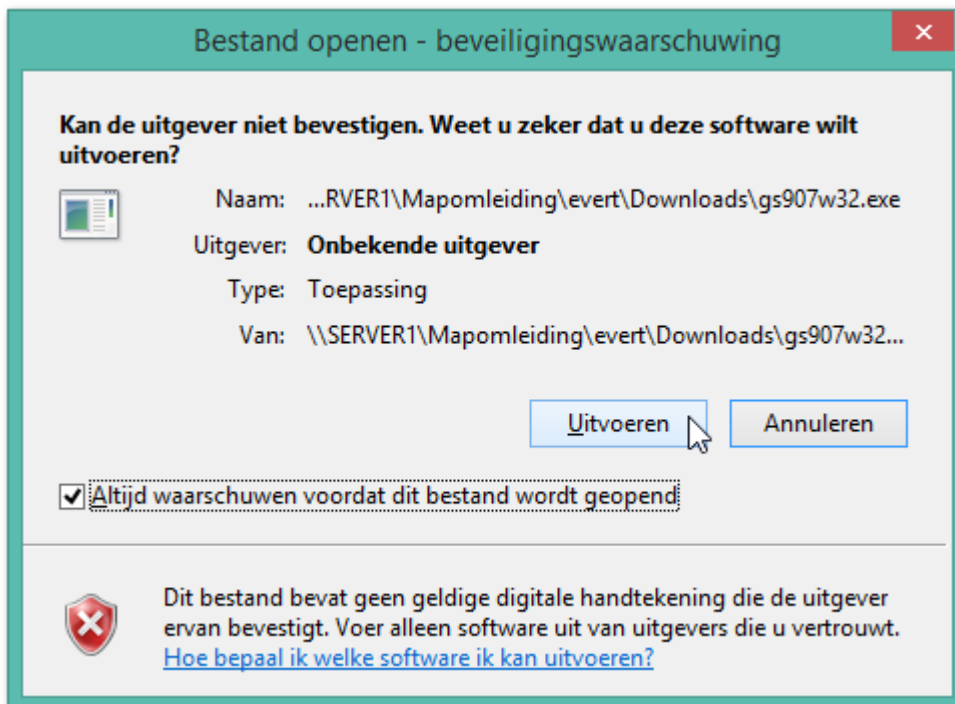 Bestand openen - beveiligingswaarschuwing
Kan de uitgever niet bevestigen. Weet u zeker dat u deze software wilt
uitvoeren?
Naam: ...RVER1\Mapomleiding\evert\Downloads\gs907w32.exe
Uitgever: Onbekende uitgever
Type: Toepassing
Van: \\SERVER1\Mapomleiding\evert\Downloads\gs907w32...
Uitvoeren Annuleren
Altijd waarschuwen voordat dit bestand wordt geopend
Dit bestand bevat geen geldige digitale handtekening die de uitgever
ervan bevestigt. Voer alleen software uit van uitgevers die u vertrouwt.
Hoe bepaal ik welke software ik kan uitvoeren?